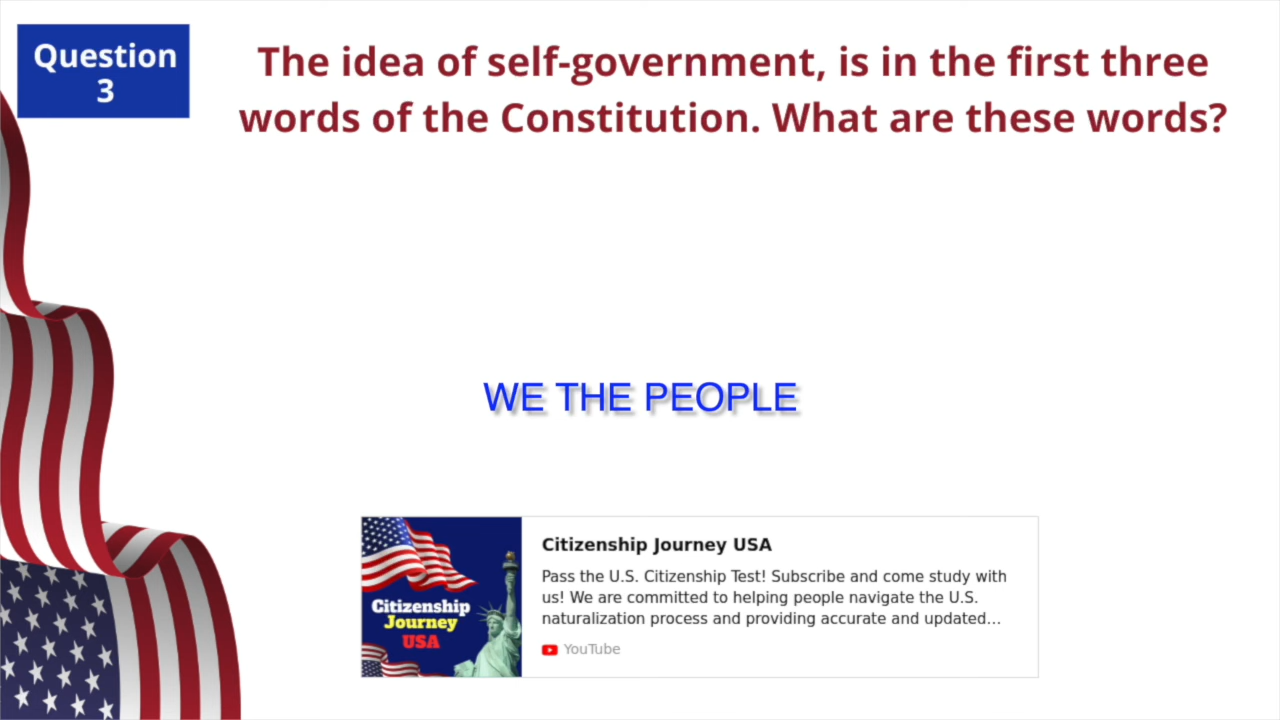 Question
3
The idea of self-government, is in the first three
words of the Constitution. What are these words?
WE THE PEOPLE
Citizenship
Journey
USA
Citizenship Journey USA
Pass the U.S. Citizenship Test! Subscribe and come study with
us! We are committed to helping people navigate the U.S.
naturalization process and providing accurate and updated...
YouTube